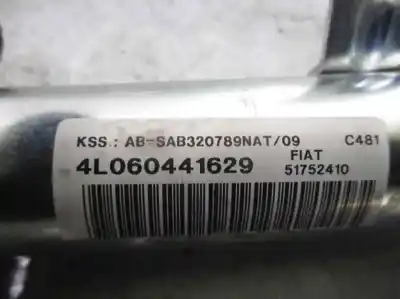 KSS.: AB-SAB320789NAT/09 C481
4L060441629 FIAT
51752410